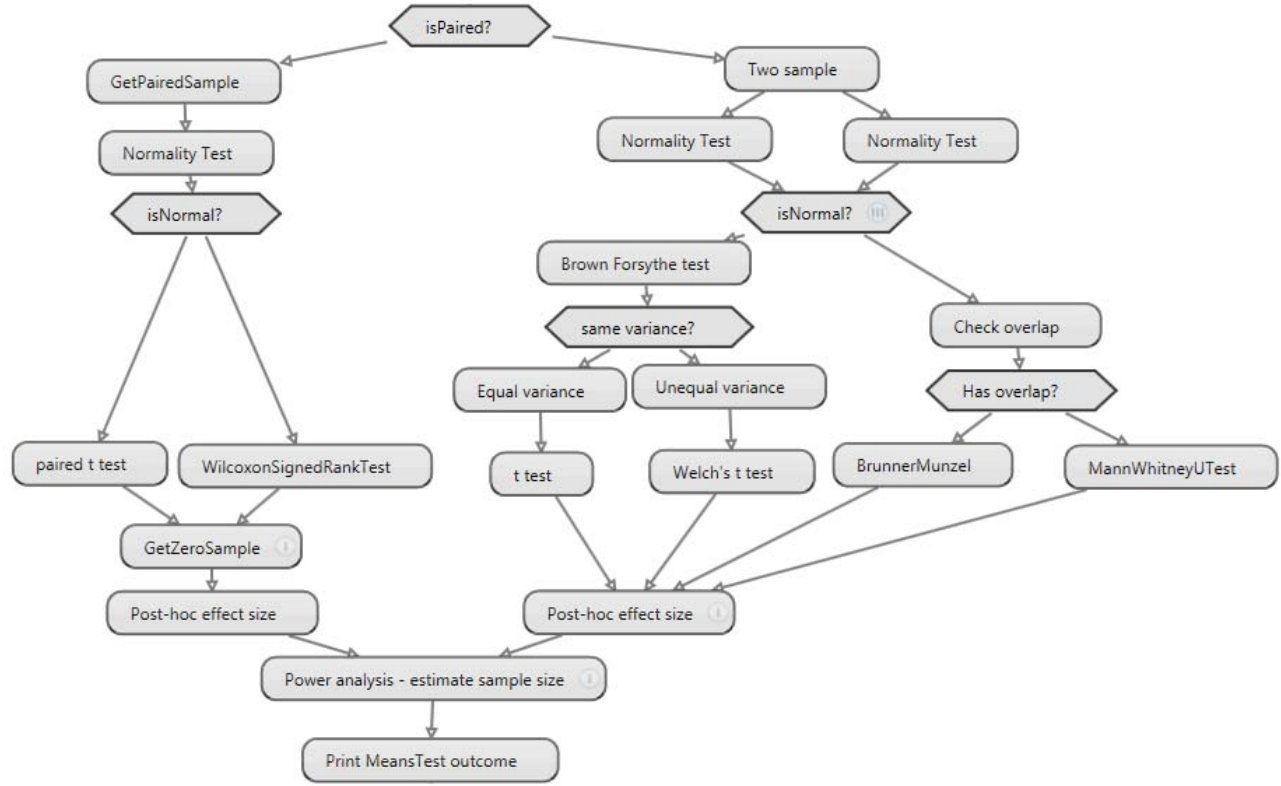 isPaired?
GetPairedSample
Two sample
Normality Test
Normality Test
Normality Test
isNormal?
isNormal?
Brown Forsythe test
Check overlap
same variance?
Equal variance
Unequal variance
Has overlap?
paired t test
WilcoxonSignedRankTest
t test
Welch's t test
BrunnerMunzel
MannWhitneyUTest
GetZeroSample
Post-hoc effect size
Post-hoc effect size
Power analysis - estimate sample size
Print MeansTest outcome